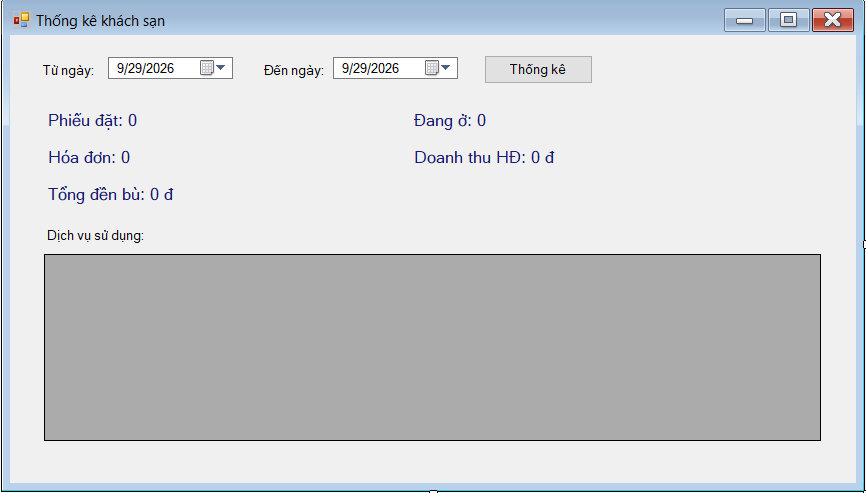 Thống kê khách sạn
Từ ngày: 9/29/2026 Đến ngày: 9/29/2026 Thống kê
Phiếu đặt: 0 Đang ở: 0
Hóa đơn: 0 Doanh thu HĐ: 0 đ
Tổng đền bù: 0 đ
Dịch vụ sử dụng: